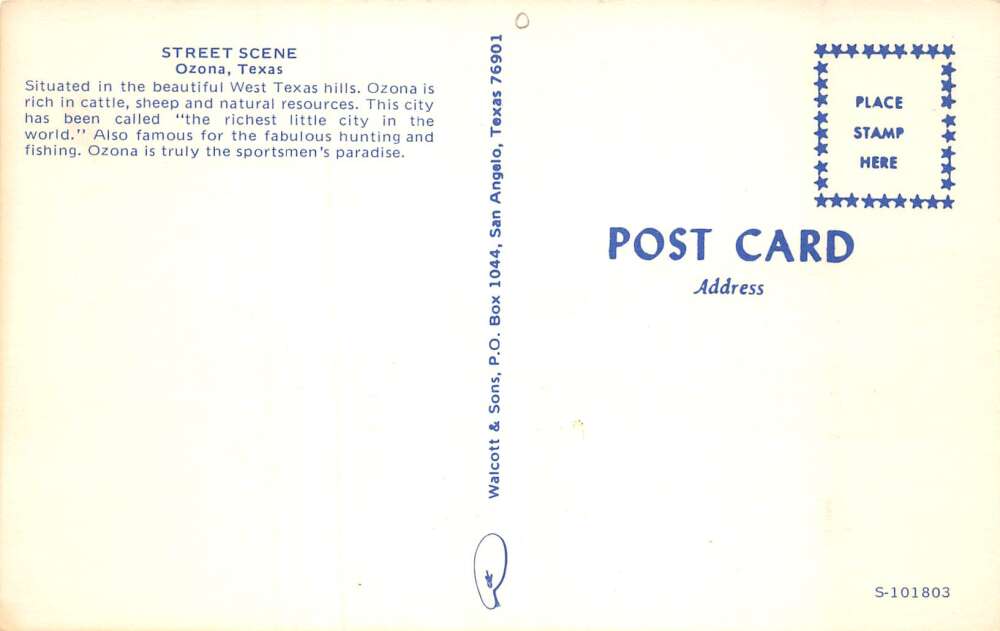 STREET SCENE
Ozona, Texas
Situated in the beautiful West Texas hills. Ozona is
rich in cattle, sheep and natural resources. This city
has been called "the richest little city in the
world." Also famous for the fabulous hunting and
fishing. Ozona is truly the sportsmen's paradise.
Walcott & Sons, P.O. Box 1044, San Angelo, Texas 76901
PLACE
STAMP
HERE
POST CARD
Address
S-101803